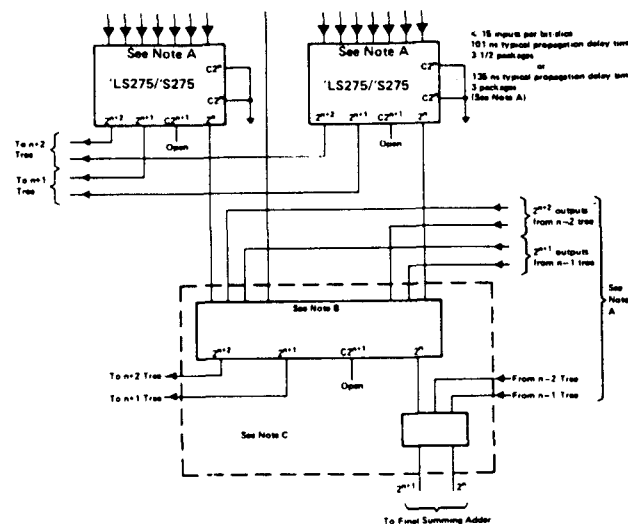 See Note A
C2ⁿ
'LS275/'S275
C2ⁿ
2ⁿ⁺² 2ⁿ⁺¹ C2ⁿ⁺¹ 2ⁿ
Open
See Note A
C2ⁿ
'LS275/'S275
C2ⁿ
2ⁿ⁺² 2ⁿ⁺¹ C2ⁿ⁺¹ 2ⁿ
Open
< 15 inputs per bit-slice
101 ns typical propagation delay time
3 1/2 packages
or
135 ns typical propagation delay time
3 packages
(See Note A)
To n+2
Tree
To n+1
Tree
2ⁿ⁺² outputs
from n−2 tree
2ⁿ⁺¹ outputs
from n−1 tree
See
Note
A
See Note B
2ⁿ⁺² 2ⁿ⁺¹ C2ⁿ⁺¹ 2ⁿ
To n+2 Tree
To n+1 Tree
Open
From n−2 Tree
From n−1 Tree
See Note C
2ⁿ⁺¹ 2ⁿ
To Final Summing Adder